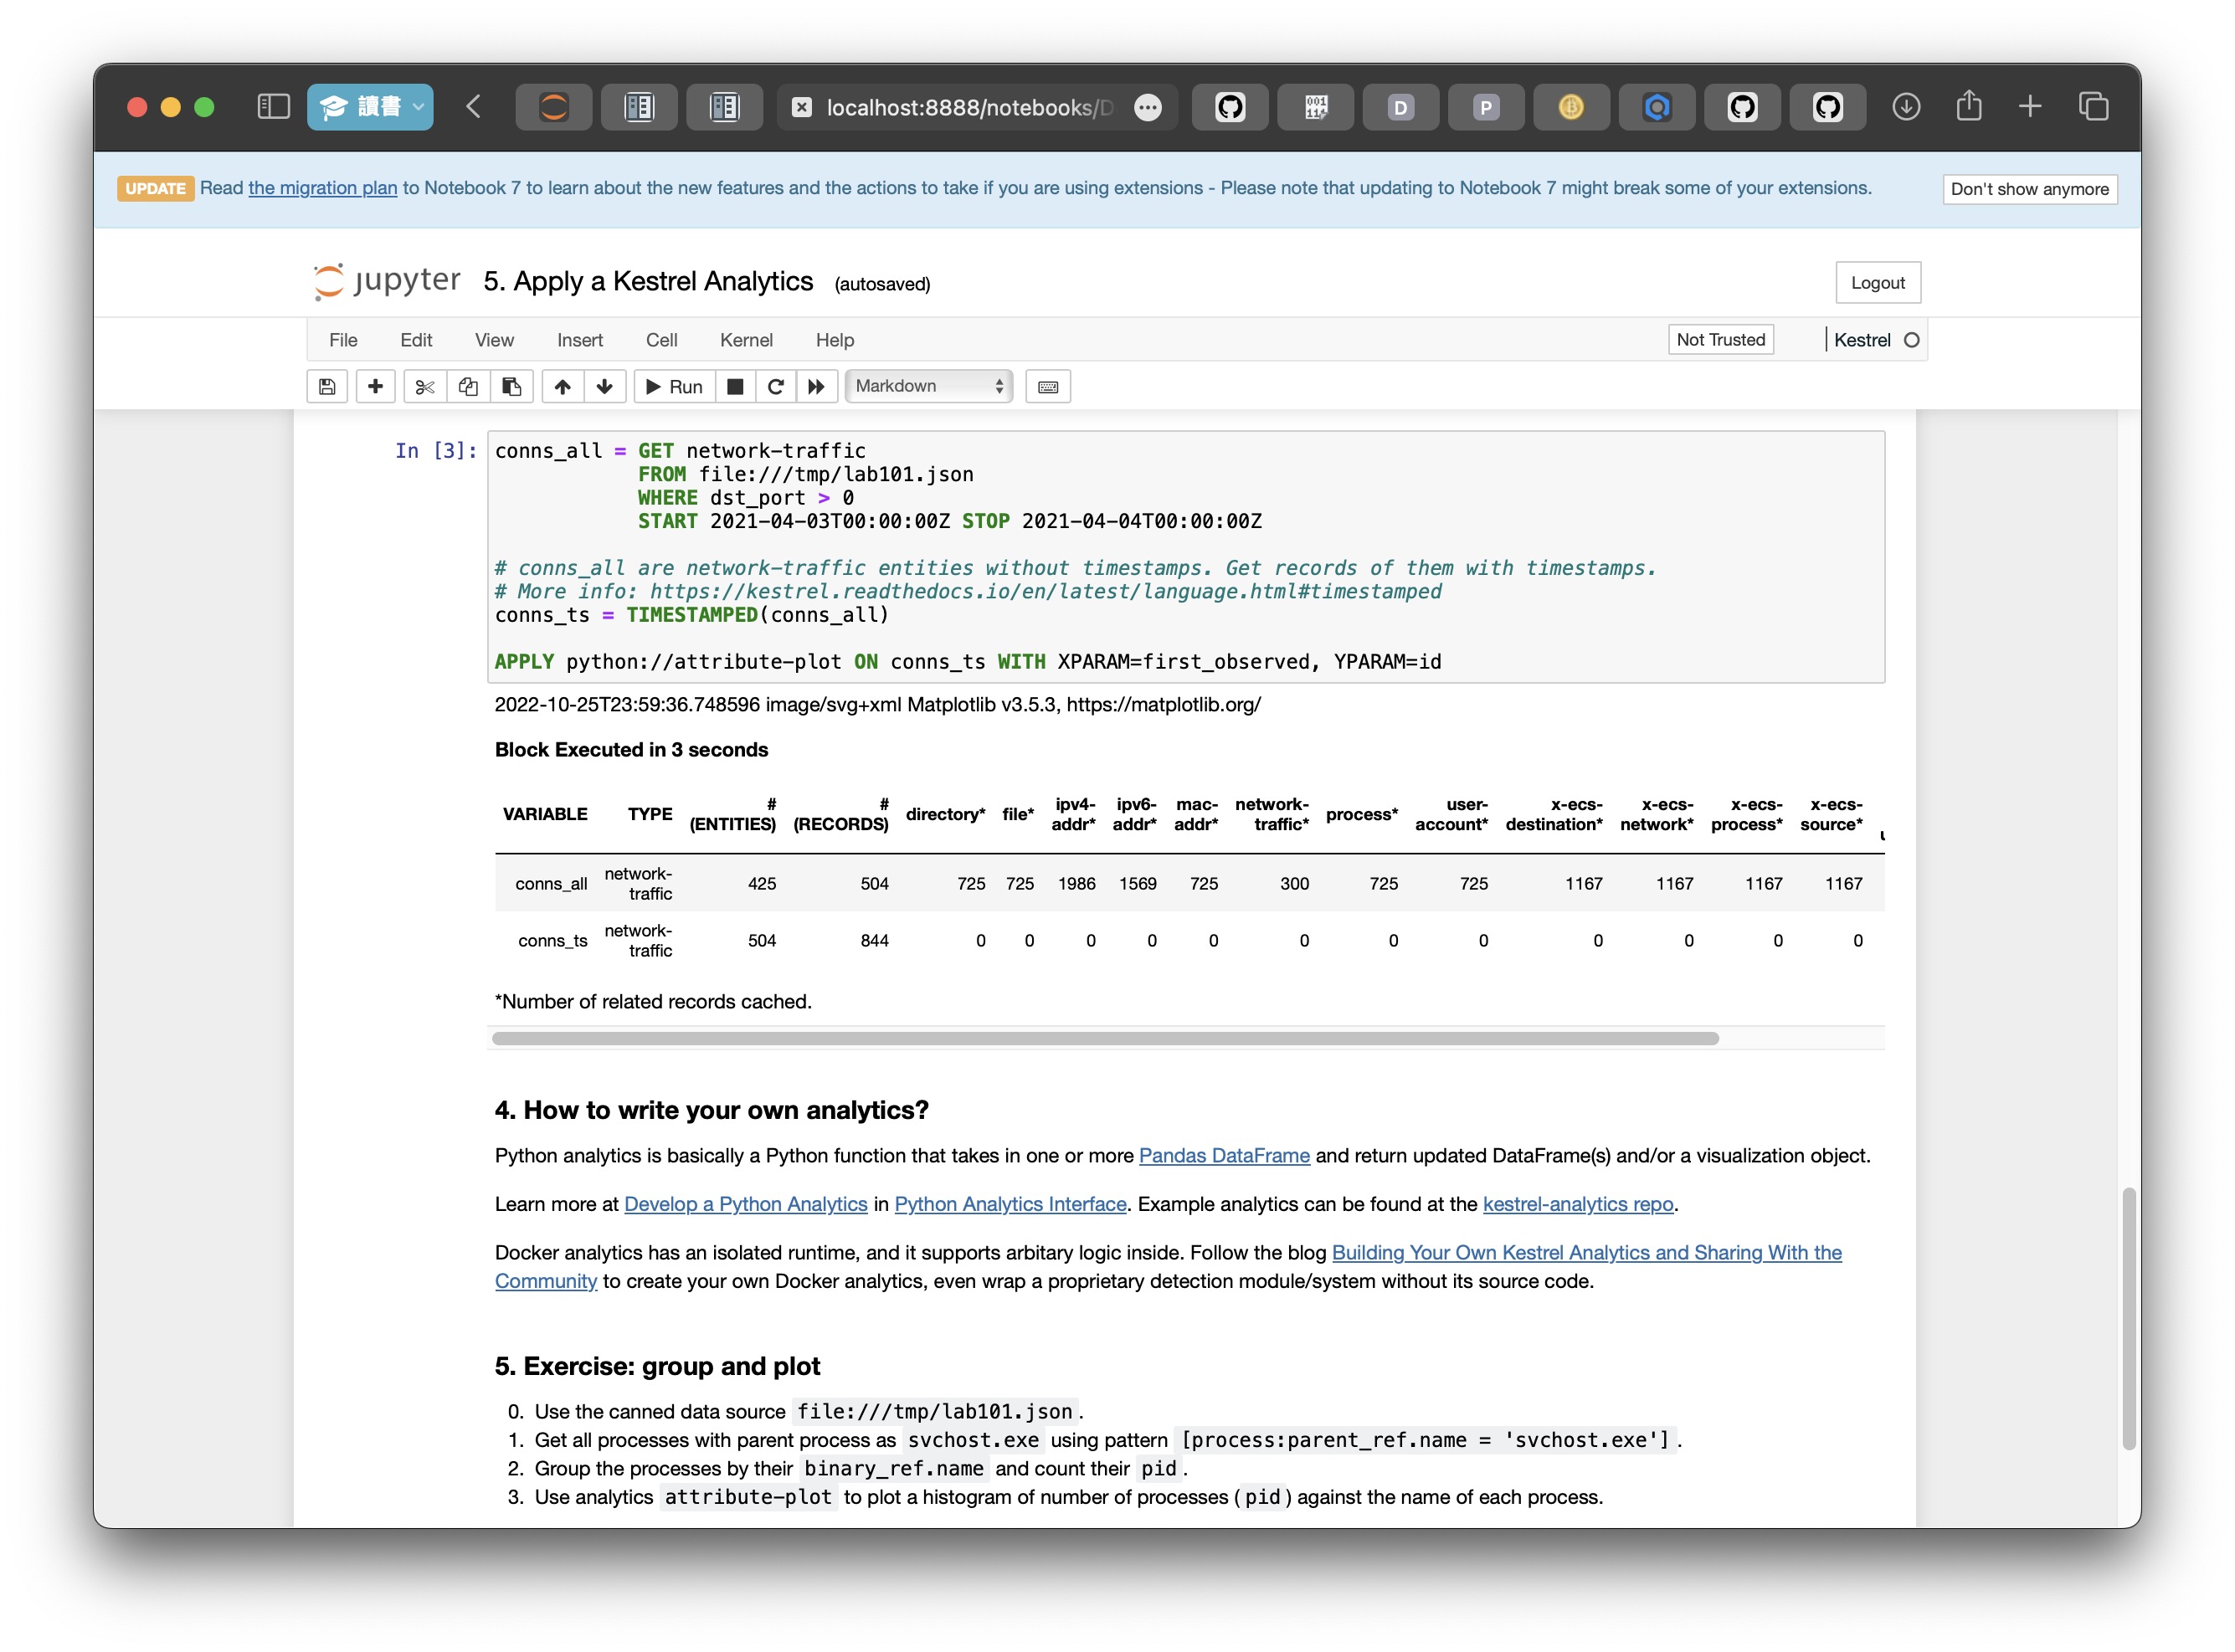 讀書
localhost:8888/notebooks/D
D
P
UPDATE Read the migration plan to Notebook 7 to learn about the new features and the actions to take if you are using extensions - Please note that updating to Notebook 7 might break some of your extensions.
Don't show anymore
jupyter 5. Apply a Kestrel Analytics (autosaved)
Logout
File Edit View Insert Cell Kernel Help
Not Trusted
Kestrel
Run
Markdown
In [3]: conns_all = GET network-traffic
FROM file:///tmp/lab101.json
WHERE dst_port > 0
START 2021-04-03T00:00:00Z STOP 2021-04-04T00:00:00Z
# conns_all are network-traffic entities without timestamps. Get records of them with timestamps.
# More info: https://kestrel.readthedocs.io/en/latest/language.html#timestamped
conns_ts = TIMESTAMPED(conns_all)
APPLY python://attribute-plot ON conns_ts WITH XPARAM=first_observed, YPARAM=id
2022-10-25T23:59:36.748596 image/svg+xml Matplotlib v3.5.3, https://matplotlib.org/
Block Executed in 3 seconds
VARIABLE TYPE # (ENTITIES) # (RECORDS) directory* file* ipv4-addr* ipv6-addr* mac-addr* network-traffic* process* user-account* x-ecs-destination* x-ecs-network* x-ecs-process* x-ecs-source*
conns_all network-traffic 425 504 725 725 1986 1569 725 300 725 725 1167 1167 1167 1167
conns_ts network-traffic 504 844 0 0 0 0 0 0 0 0 0 0 0 0
*Number of related records cached.
4. How to write your own analytics?
Python analytics is basically a Python function that takes in one or more Pandas DataFrame and return updated DataFrame(s) and/or a visualization object.
Learn more at Develop a Python Analytics in Python Analytics Interface. Example analytics can be found at the kestrel-analytics repo.
Docker analytics has an isolated runtime, and it supports arbitary logic inside. Follow the blog Building Your Own Kestrel Analytics and Sharing With the
Community to create your own Docker analytics, even wrap a proprietary detection module/system without its source code.
5. Exercise: group and plot
0. Use the canned data source file:///tmp/lab101.json.
1. Get all processes with parent process as svchost.exe using pattern [process:parent_ref.name = 'svchost.exe'].
2. Group the processes by their binary_ref.name and count their pid.
3. Use analytics attribute-plot to plot a histogram of number of processes (pid) against the name of each process.